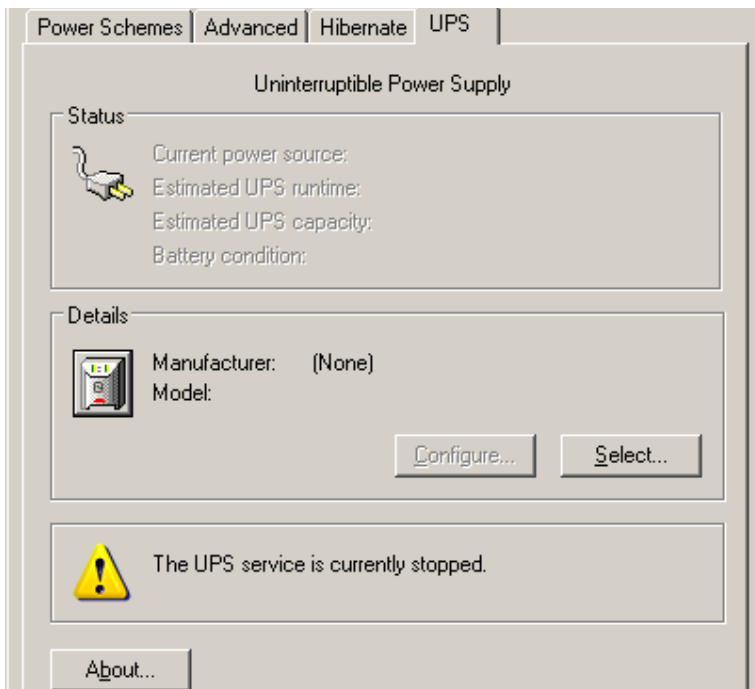 Power Schemes Advanced Hibernate UPS
Uninterruptible Power Supply
Status
Current power source:
Estimated UPS runtime:
Estimated UPS capacity:
Battery condition:
Details
Manufacturer: (None)
Model:
Configure... Select...
The UPS service is currently stopped.
About...